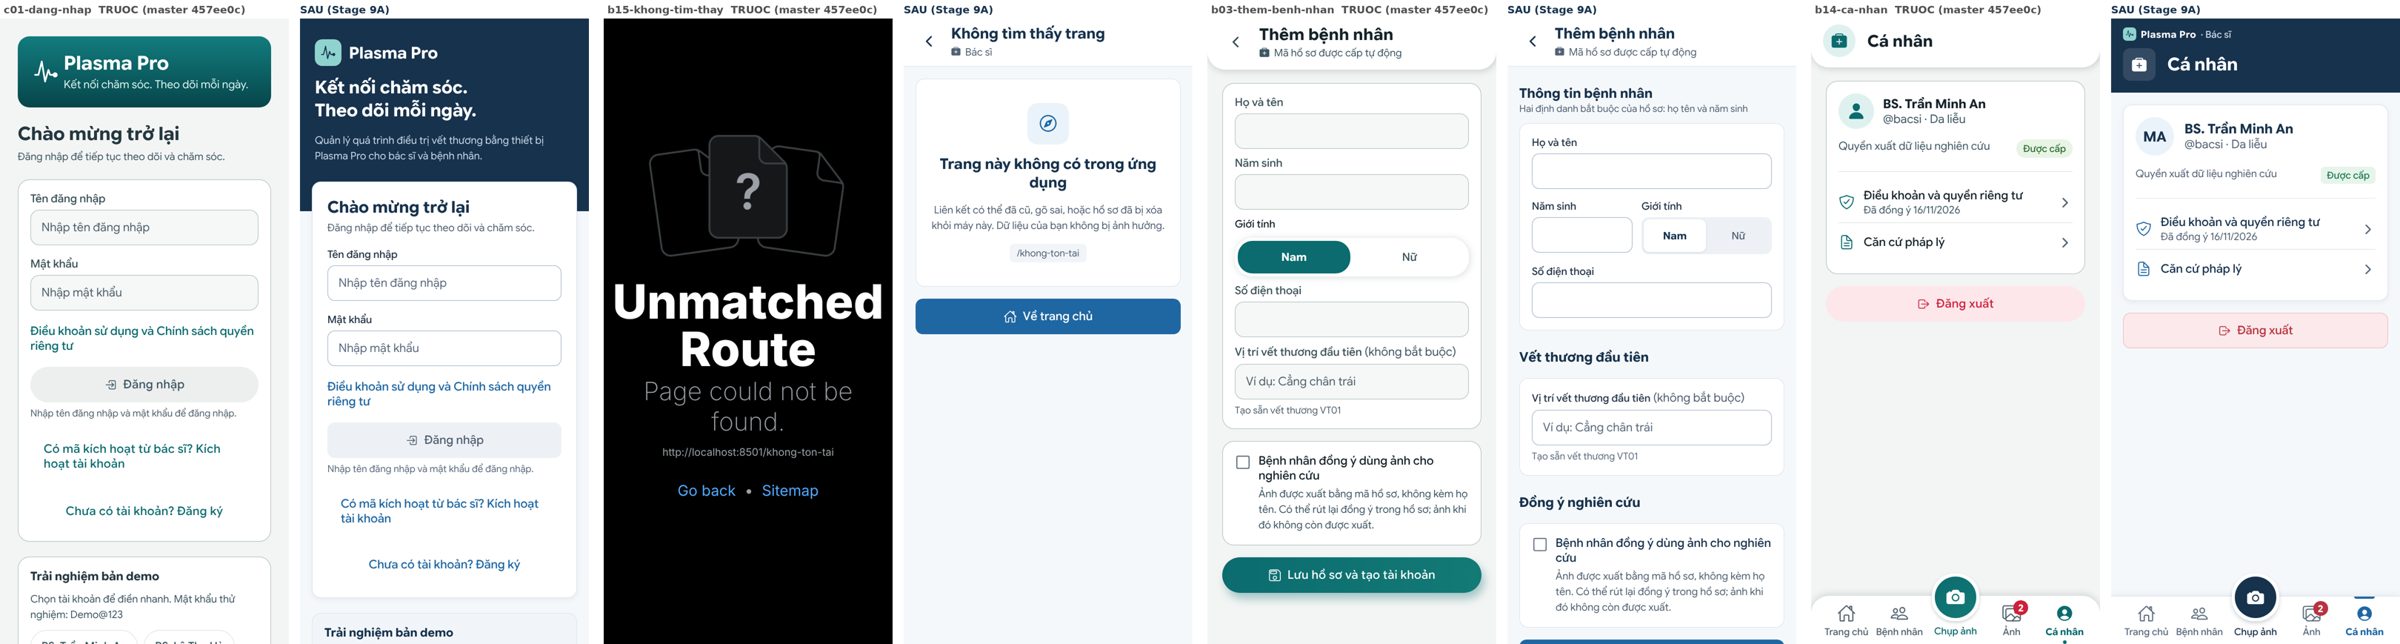 c01-dang-nhap TRUOC (master 457ee0c)
Plasma Pro
Kết nối chăm sóc. Theo dõi mỗi ngày.
Chào mừng trở lại
Đăng nhập để tiếp tục theo dõi và chăm sóc.
Tên đăng nhập
Nhập tên đăng nhập
Mật khẩu
Nhập mật khẩu
Điều khoản sử dụng và Chính sách quyền
riêng tư
Đăng nhập
Nhập tên đăng nhập và mật khẩu để đăng nhập.
Có mã kích hoạt từ bác sĩ? Kích
hoạt tài khoản
Chưa có tài khoản? Đăng ký
Trải nghiệm bản demo
Chọn tài khoản để điền nhanh. Mật khẩu thử
nghiệm: Demo@123
SAU (Stage 9A)
Plasma Pro
Kết nối chăm sóc.
Theo dõi mỗi ngày.
Quản lý quá trình điều trị vết thương bằng thiết bị
Plasma Pro cho bác sĩ và bệnh nhân.
Chào mừng trở lại
Đăng nhập để tiếp tục theo dõi và chăm sóc.
Tên đăng nhập
Nhập tên đăng nhập
Mật khẩu
Nhập mật khẩu
Điều khoản sử dụng và Chính sách quyền
riêng tư
Đăng nhập
Nhập tên đăng nhập và mật khẩu để đăng nhập.
Có mã kích hoạt từ bác sĩ? Kích hoạt
tài khoản
Chưa có tài khoản? Đăng ký
Trải nghiệm bản demo
b15-khong-tim-thay TRUOC (master 457ee0c)
?
Unmatched
Route
Page could not be
found.
http://localhost:8501/khong-ton-tai
Go back • Sitemap
SAU (Stage 9A)
Không tìm thấy trang
Bác sĩ
Trang này không có trong ứng
dụng
Liên kết có thể đã cũ, gõ sai, hoặc hồ sơ đã bị xóa
khỏi máy này. Dữ liệu của bạn không bị ảnh hưởng.
/khong-ton-tai
Về trang chủ
b03-them-benh-nhan TRUOC (master 457ee0c)
Thêm bệnh nhân
Mã hồ sơ được cấp tự động
Họ và tên
Năm sinh
Giới tính
Nam Nữ
Số điện thoại
Vị trí vết thương đầu tiên (không bắt buộc)
Ví dụ: Cẳng chân trái
Tạo sẵn vết thương VT01
Bệnh nhân đồng ý dùng ảnh cho
nghiên cứu
Ảnh được xuất bằng mã hồ sơ, không kèm họ
tên. Có thể rút lại đồng ý trong hồ sơ; ảnh khi
đó không còn được xuất.
Lưu hồ sơ và tạo tài khoản
SAU (Stage 9A)
Thêm bệnh nhân
Mã hồ sơ được cấp tự động
Thông tin bệnh nhân
Hai định danh bắt buộc của hồ sơ: họ tên và năm sinh
Họ và tên
Năm sinh Giới tính
Nam Nữ
Số điện thoại
Vết thương đầu tiên
Vị trí vết thương đầu tiên (không bắt buộc)
Ví dụ: Cẳng chân trái
Tạo sẵn vết thương VT01
Đồng ý nghiên cứu
Bệnh nhân đồng ý dùng ảnh cho nghiên
cứu
Ảnh được xuất bằng mã hồ sơ, không kèm họ
tên. Có thể rút lại đồng ý trong hồ sơ; ảnh khi
đó không còn được xuất.
b14-ca-nhan TRUOC (master 457ee0c)
Cá nhân
BS. Trần Minh An
@bacsi · Da liễu
Quyền xuất dữ liệu nghiên cứu Được cấp
Điều khoản và quyền riêng tư
Đã đồng ý 16/11/2026
Căn cứ pháp lý
Đăng xuất
2
Trang chủ Bệnh nhân Chụp ảnh Ảnh Cá nhân
SAU (Stage 9A)
Plasma Pro · Bác sĩ
Cá nhân
MA
BS. Trần Minh An
@bacsi · Da liễu
Quyền xuất dữ liệu nghiên cứu Được cấp
Điều khoản và quyền riêng tư
Đã đồng ý 16/11/2026
Căn cứ pháp lý
Đăng xuất
2
Trang chủ Bệnh nhân Chụp ảnh Ảnh Cá nhân